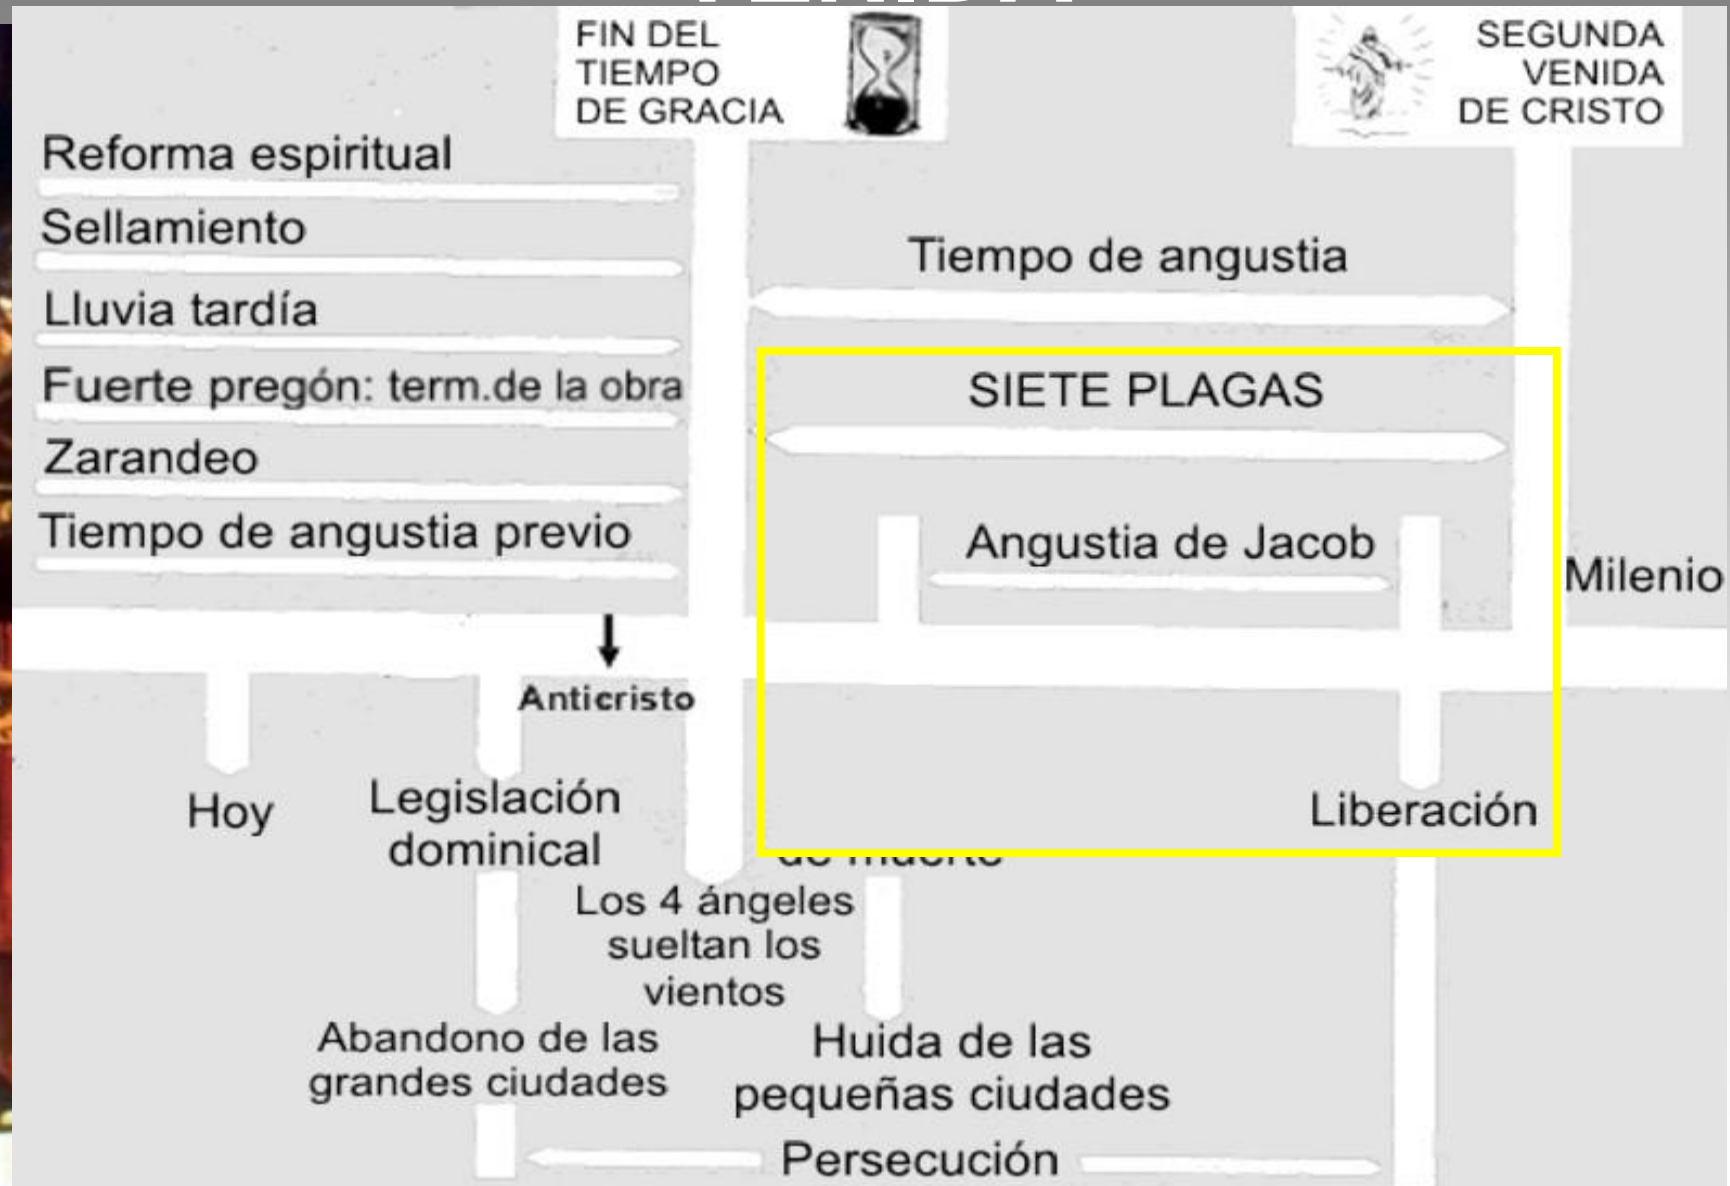 FIN DEL
TIEMPO
DE GRACIA
SEGUNDA
VENIDA
DE CRISTO
Reforma espiritual
Sellamiento
Lluvia tardía
Fuerte pregón: term.de la obra
Zarandeo
Tiempo de angustia previo
Tiempo de angustia
SIETE PLAGAS
Angustia de Jacob
Milenio
Anticristo
Hoy
Legislación
dominical
Liberación
de muerte
Los 4 ángeles
sueltan los
vientos
Abandono de las
grandes ciudades
Huida de las
pequeñas ciudades
Persecución